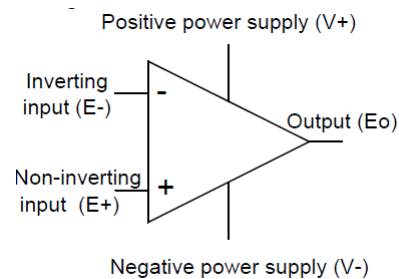 Positive power supply (V+)
Inverting
input (E-)
-
Output (Eo)
Non-inverting
input (E+)
+
Negative power supply (V-)